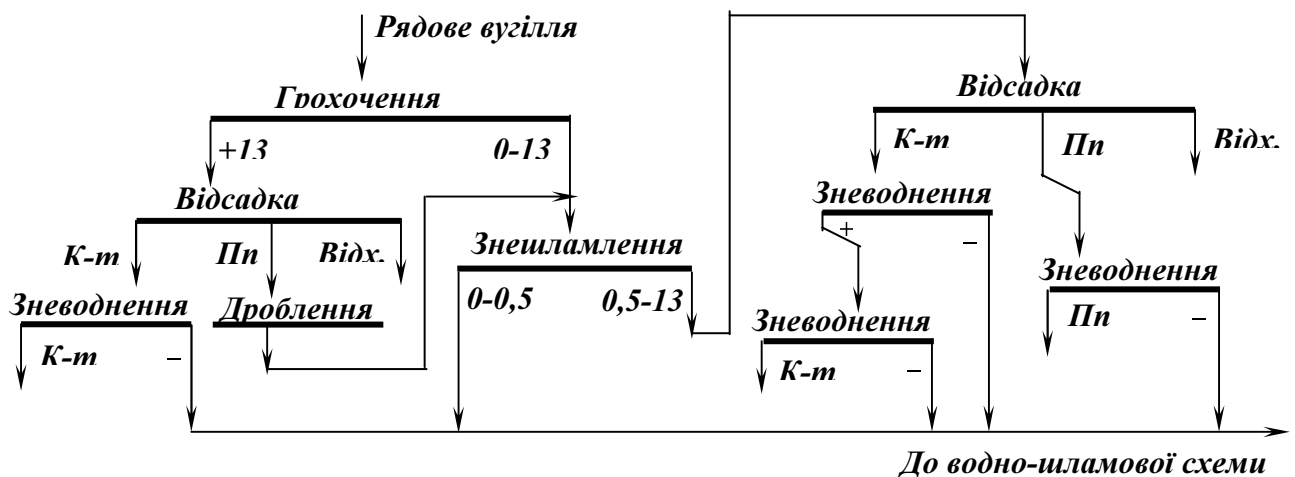 Рядове вугілля
Грохочення
+13
0-13
Відсадка
К-т
Пп
Відх.
Зневоднення
К-т
–
Дроблення
Знешламлення
0-0,5
0,5-13
Відсадка
К-т
Пп
Відх.
Зневоднення
+
–
Зневоднення
К-т
–
Зневоднення
Пп
–
До водно-шламової схеми